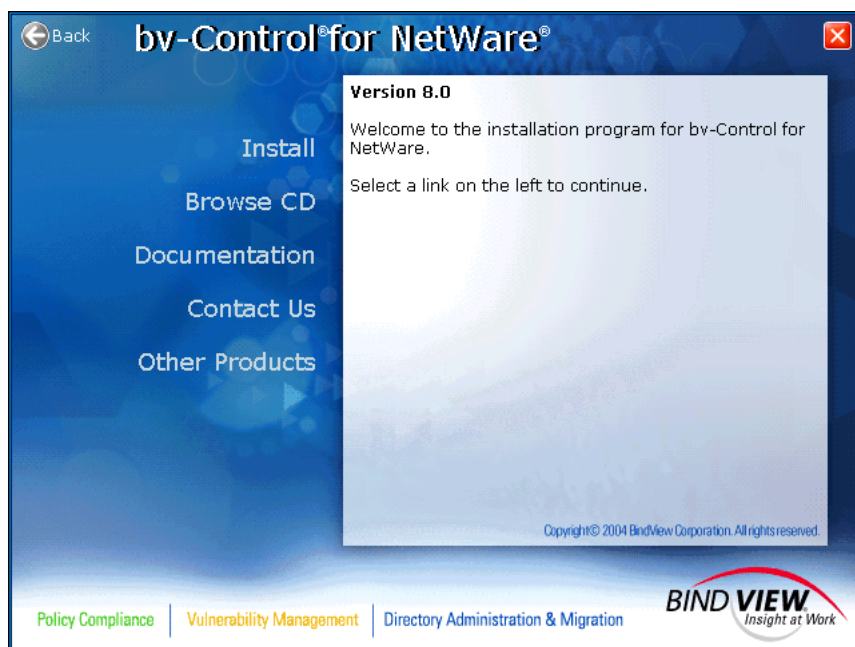 Back
bv-Control® for NetWare®
Version 8.0
Welcome to the installation program for bv-Control for
NetWare.
Select a link on the left to continue.
Install
Browse CD
Documentation
Contact Us
Other Products
Copyright© 2004 BindView Corporation. All rights reserved.
Policy Compliance
Vulnerability Management
Directory Administration & Migration
BIND VIEW
Insight at Work